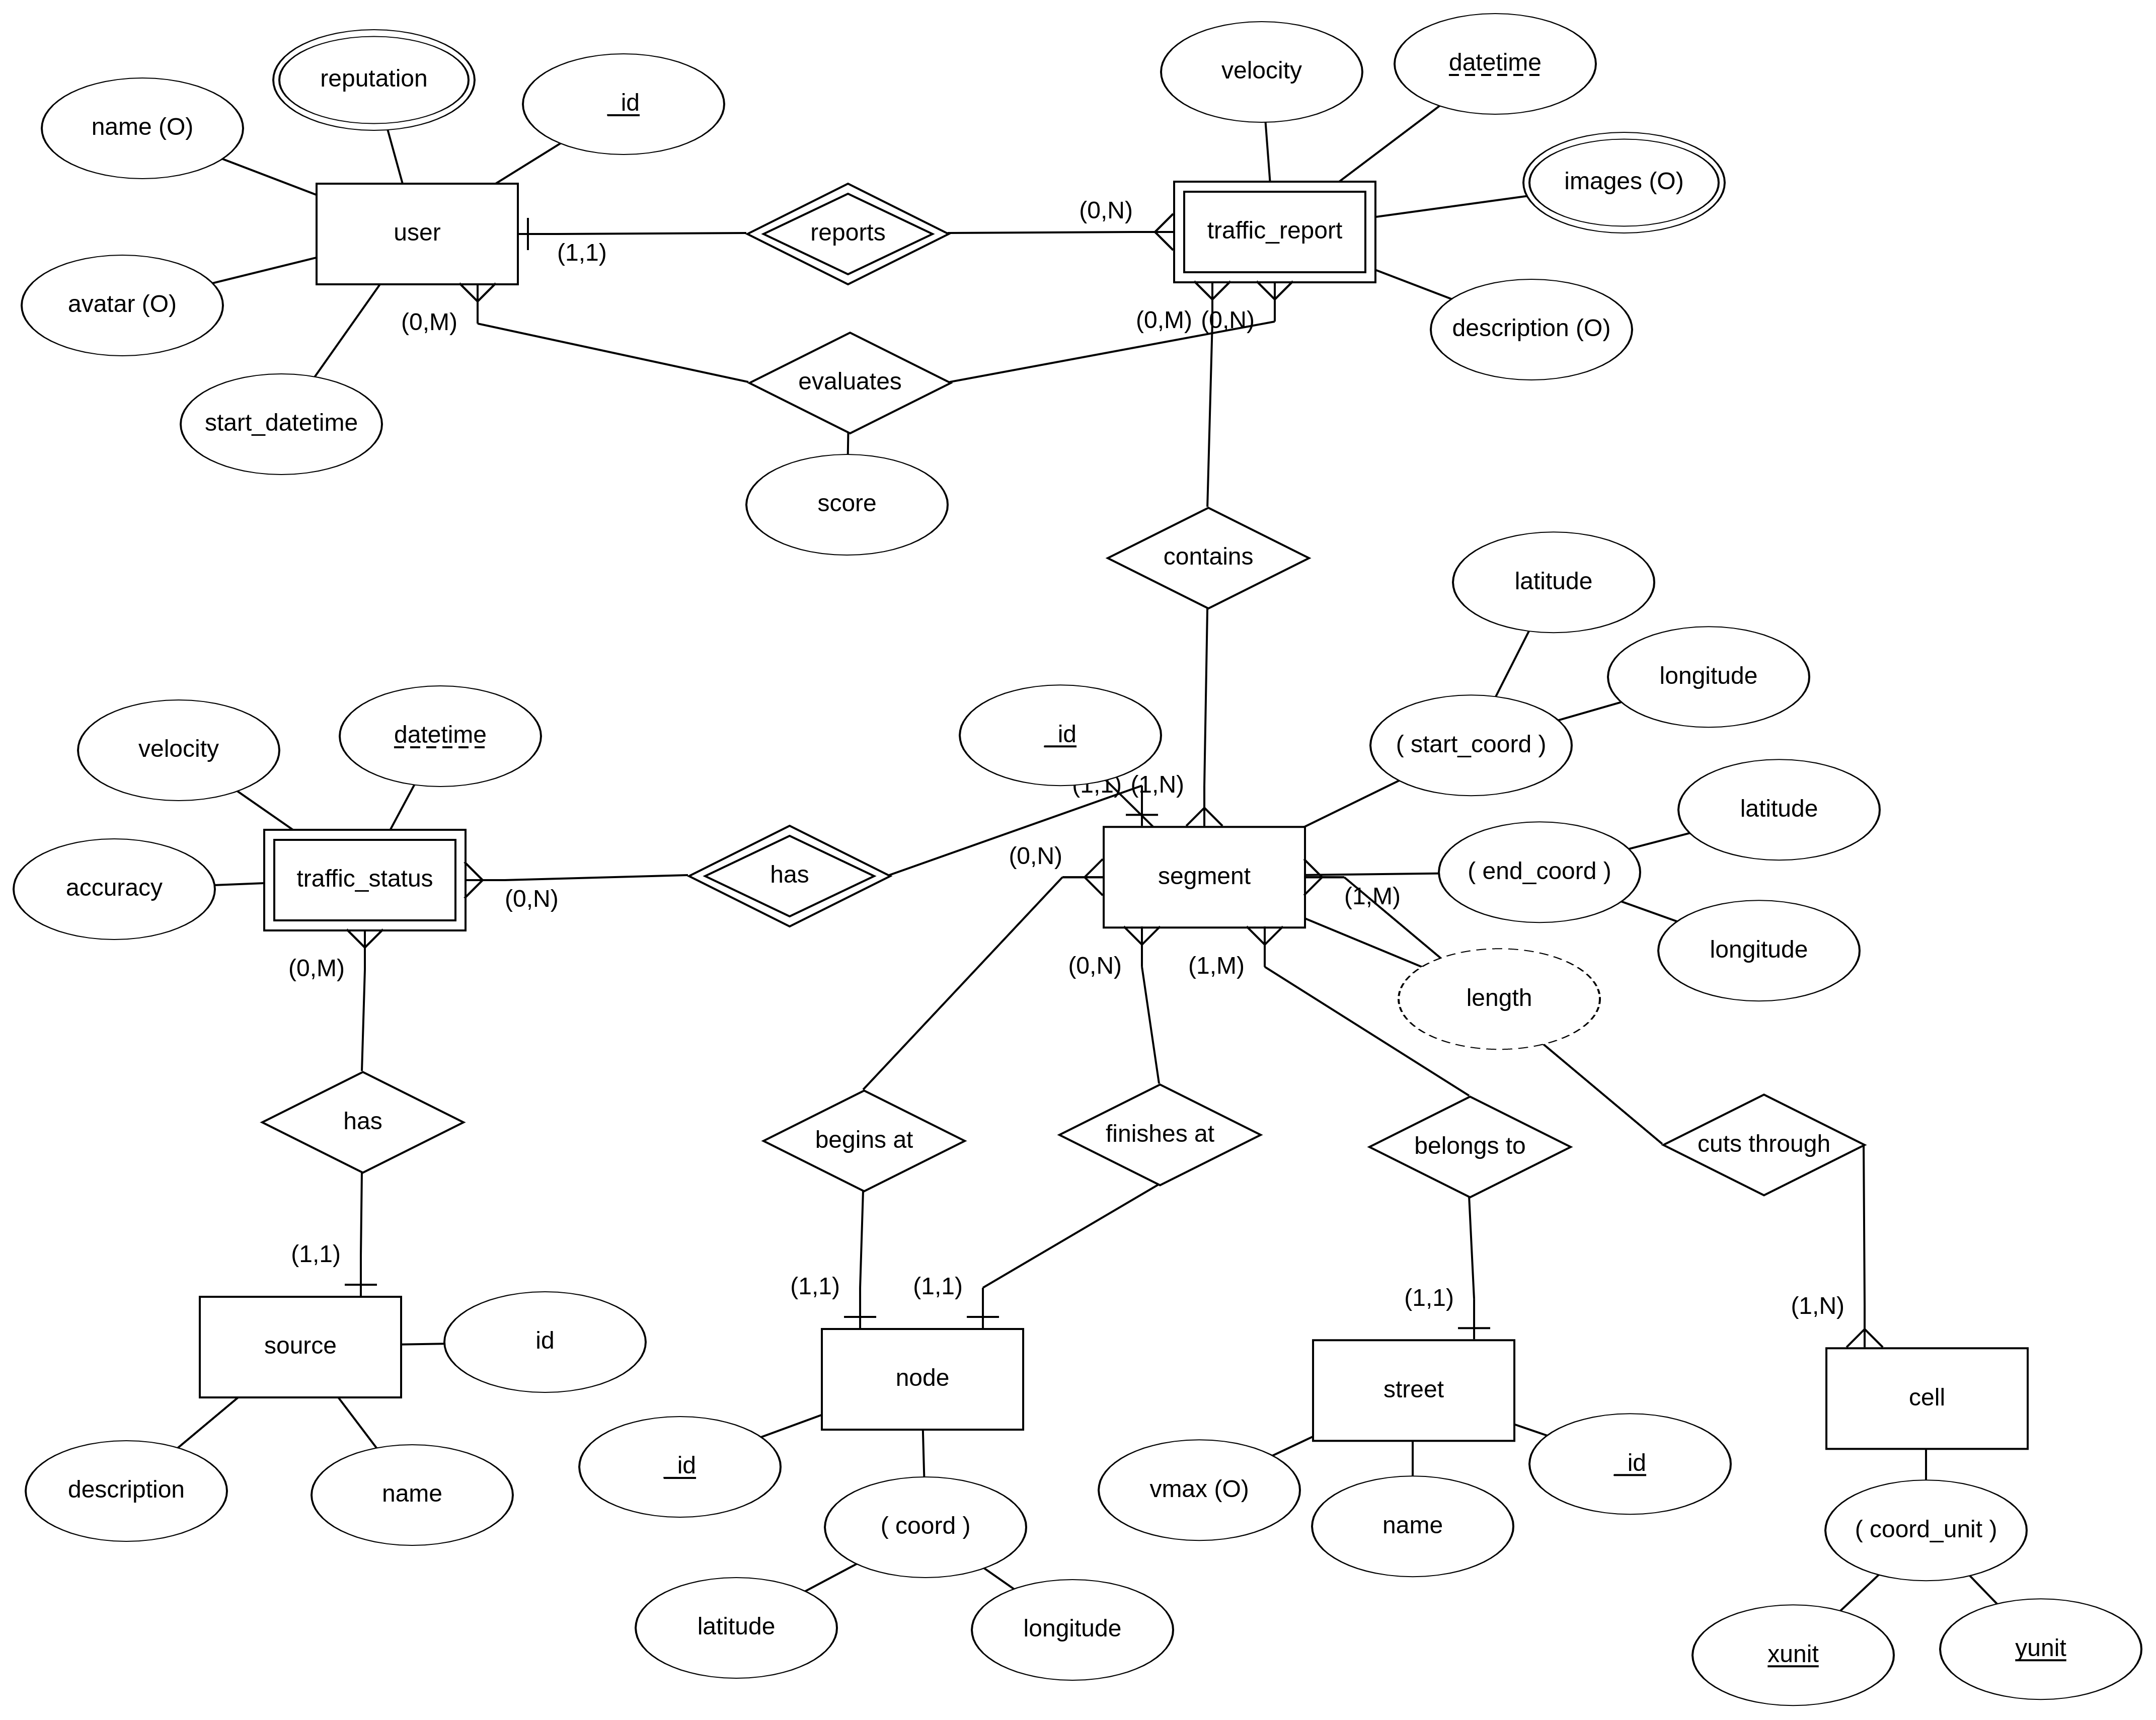 velocity
datetime
reputation
_id
name (O)
images (O)
user
reports
(0,N)
traffic_report
(1,1)
avatar (O)
(0,M)
(0,M)
(0,N)
description (O)
evaluates
start_datetime
score
contains
latitude
longitude
velocity
datetime
_id
( start_coord )
(1,1)
(1,N)
latitude
(0,N)
accuracy
traffic_status
has
segment
( end_coord )
(0,N)
(1,M)
longitude
(0,M)
(0,N)
(1,M)
length
has
begins at
finishes at
belongs to
cuts through
(1,1)
(1,1)
(1,1)
(1,1)
(1,N)
source
id
node
street
cell
description
name
_id
vmax (O)
_id
( coord )
name
( coord_unit )
latitude
longitude
xunit
yunit